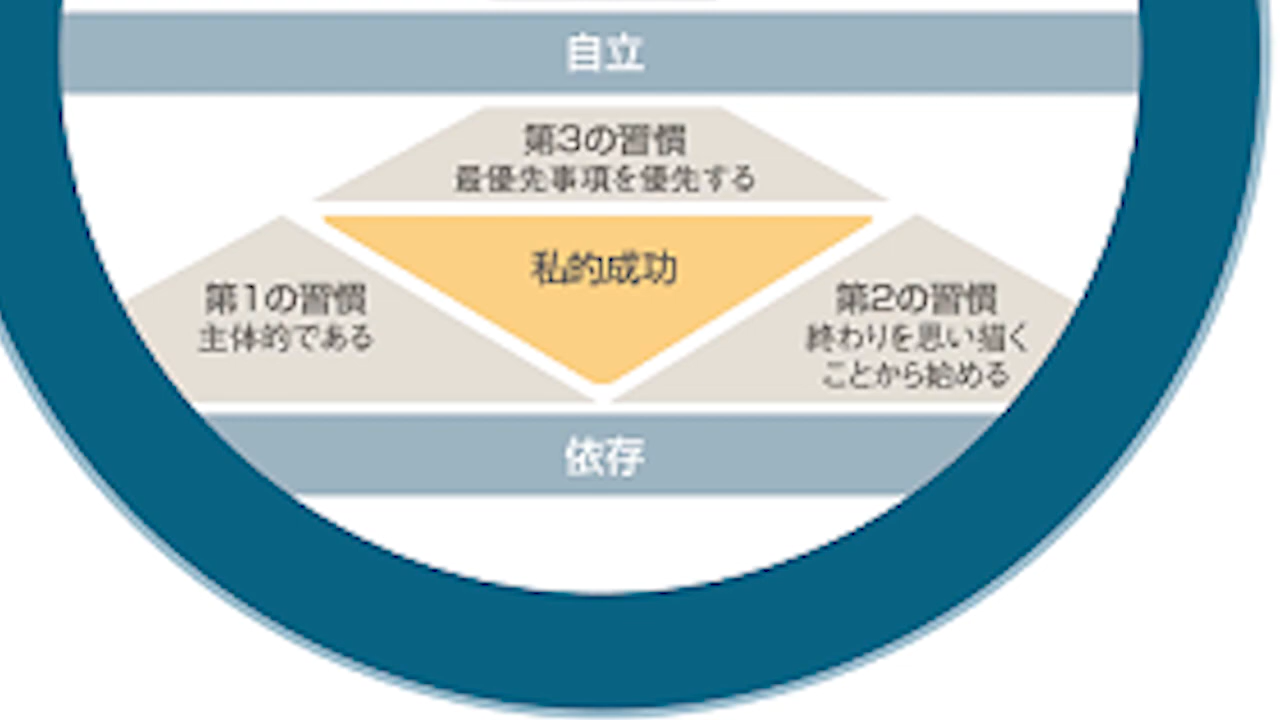 自立
第3の習慣
最優先事項を優先する
私的成功
第1の習慣
主体的である
第2の習慣
終わりを思い描く
ことから始める
依存